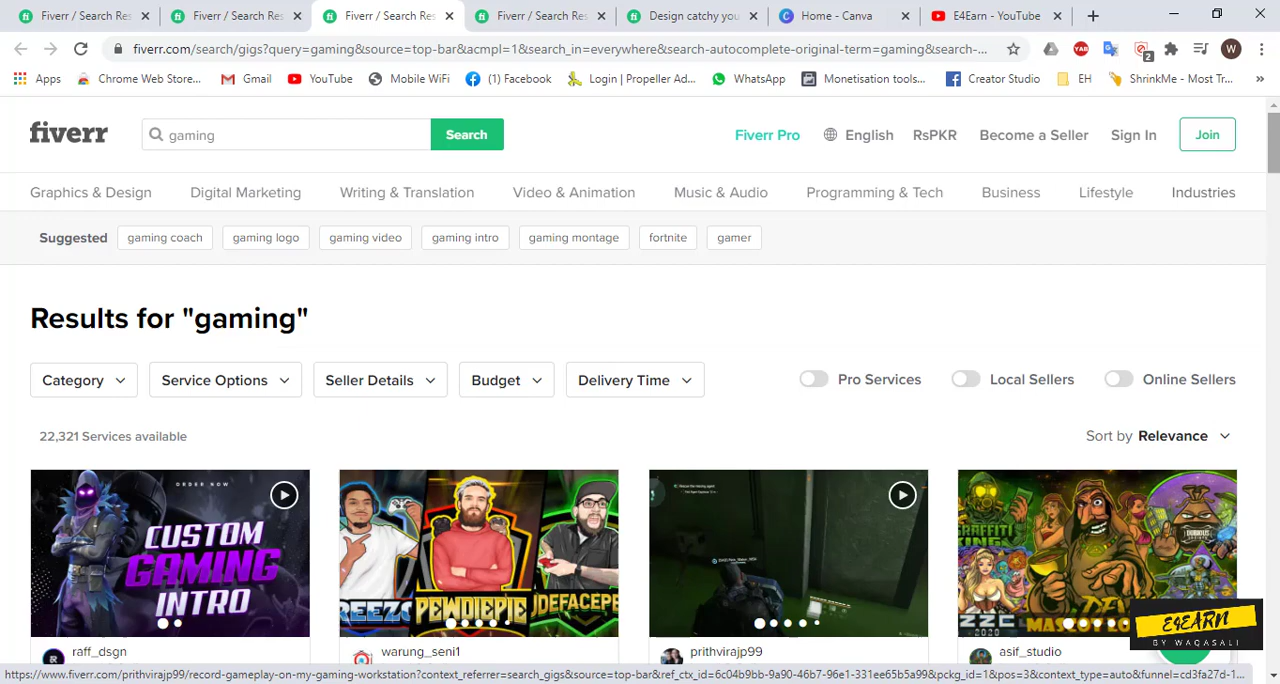 Fiverr / Search Res
Fiverr / Search Res
Fiverr / Search Res
Fiverr / Search Res
Design catchy you
Home - Canva
E4Earn - YouTube
fiverr.com/search/gigs?query=gaming&source=top-bar&acmpl=1&search_in=everywhere&search-autocomplete-original-term=gaming&search-...
YAB
2
W
Apps
Chrome Web Store...
Gmail
YouTube
Mobile WiFi
(1) Facebook
Login | Propeller Ad...
WhatsApp
Monetisation tools...
Creator Studio
EH
ShrinkMe - Most Tr...
fiverr
gaming
Search
Fiverr Pro
English
RsPKR
Become a Seller
Sign In
Join
Graphics & Design
Digital Marketing
Writing & Translation
Video & Animation
Music & Audio
Programming & Tech
Business
Lifestyle
Industries
Suggested
gaming coach
gaming logo
gaming video
gaming intro
gaming montage
fortnite
gamer
Results for "gaming"
Category
Service Options
Seller Details
Budget
Delivery Time
Pro Services
Local Sellers
Online Sellers
22,321 Services available
Sort by Relevance
ORDER NOW
CUSTOM
GAMING
INTRO
PEWDIEPIE
JDEFACEPE
GRAFFITI
KING
2020
E4EARN
BY WAQASALI
raff_dsgn
warung_seni1
prithvirajp99
asif_studio
https://www.fiverr.com/prithvirajp99/record-gameplay-on-my-gaming-workstation?context_referrer=search_gigs&source=top-bar&ref_ctx_id=6c04b9bb-9a90-46b7-96e1-331ee65b5a99&pckg_id=1&pos=3&context_type=auto&funnel=cd3fa27d-1...